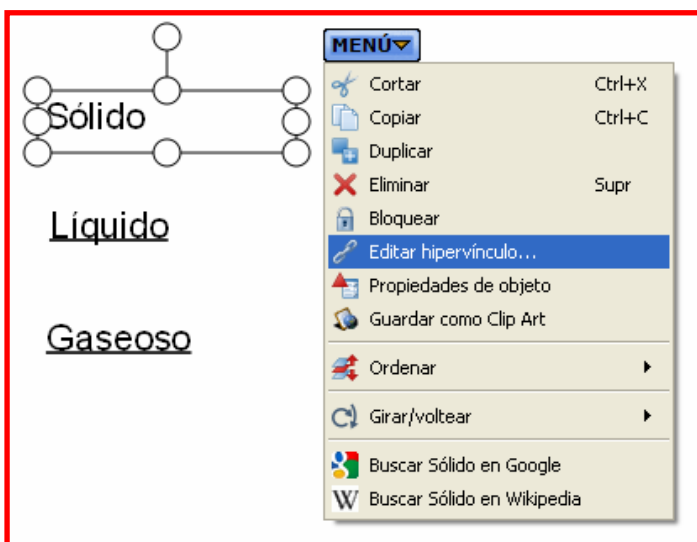 Sólido
Líquido
Gaseoso
MENÚ
Cortar Ctrl+X
Copiar Ctrl+C
Duplicar
Eliminar Supr
Bloquear
Editar hipervínculo...
Propiedades de objeto
Guardar como Clip Art
Ordenar
Girar/voltear
Buscar Sólido en Google
W Buscar Sólido en Wikipedia